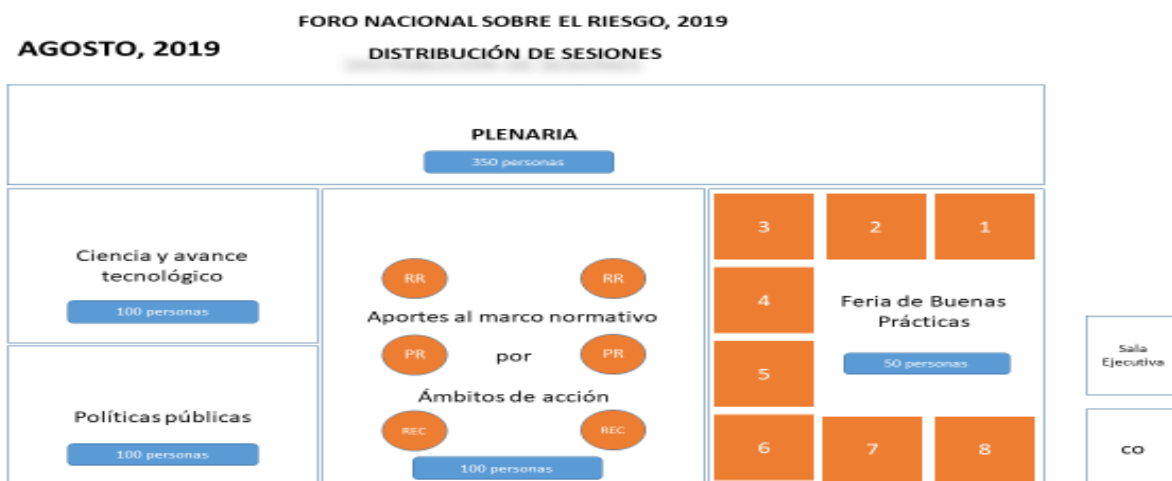 FORO NACIONAL SOBRE EL RIESGO, 2019
AGOSTO, 2019
DISTRIBUCIÓN DE SESIONES
PLENARIA
350 personas
Ciencia y avance
tecnológico
100 personas
Políticas públicas
100 personas
RR RR
Aportes al marco normativo
PR por PR
Ámbitos de acción
REC REC
100 personas
3 2 1
4
Feria de Buenas
Prácticas
50 personas
5
6 7 8
Sala
Ejecutiva
CO